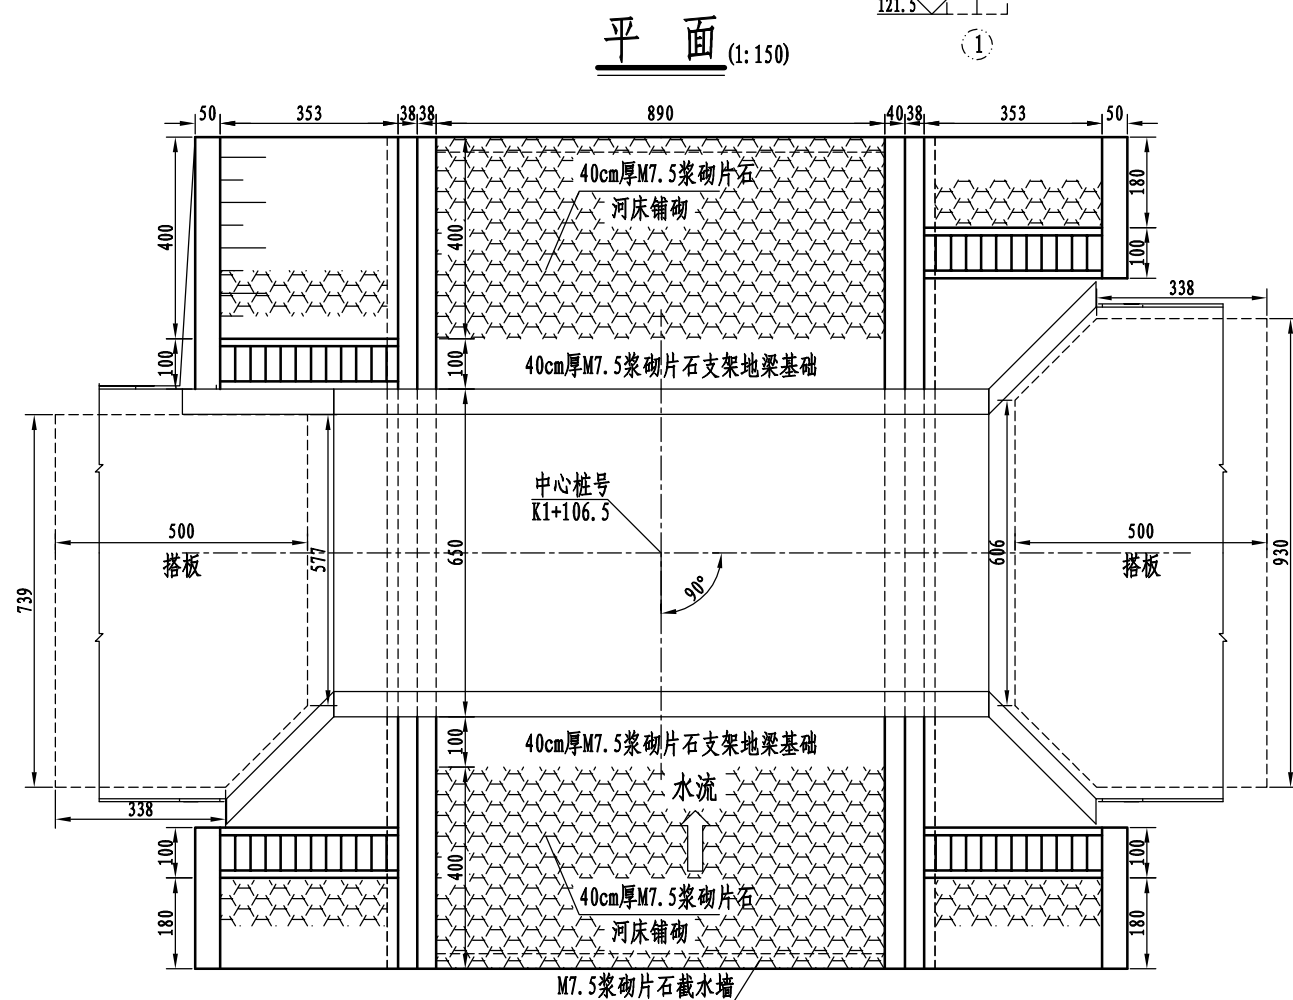 121.5
平 面 (1:150)
1
50 353 38 38 890 40 38 353 50
40cm厚M7.5浆砌片石
河床铺砌
400
400
180
100
338
100
100
40cm厚M7.5浆砌片石支架地梁基础
中心桩号
K1+106.5
500
搭板
577
650
606
500
搭板
930
739
90°
100
40cm厚M7.5浆砌片石支架地梁基础
水流
338
100
400
100
40cm厚M7.5浆砌片石
河床铺砌
180
180
M7.5浆砌片石截水墙